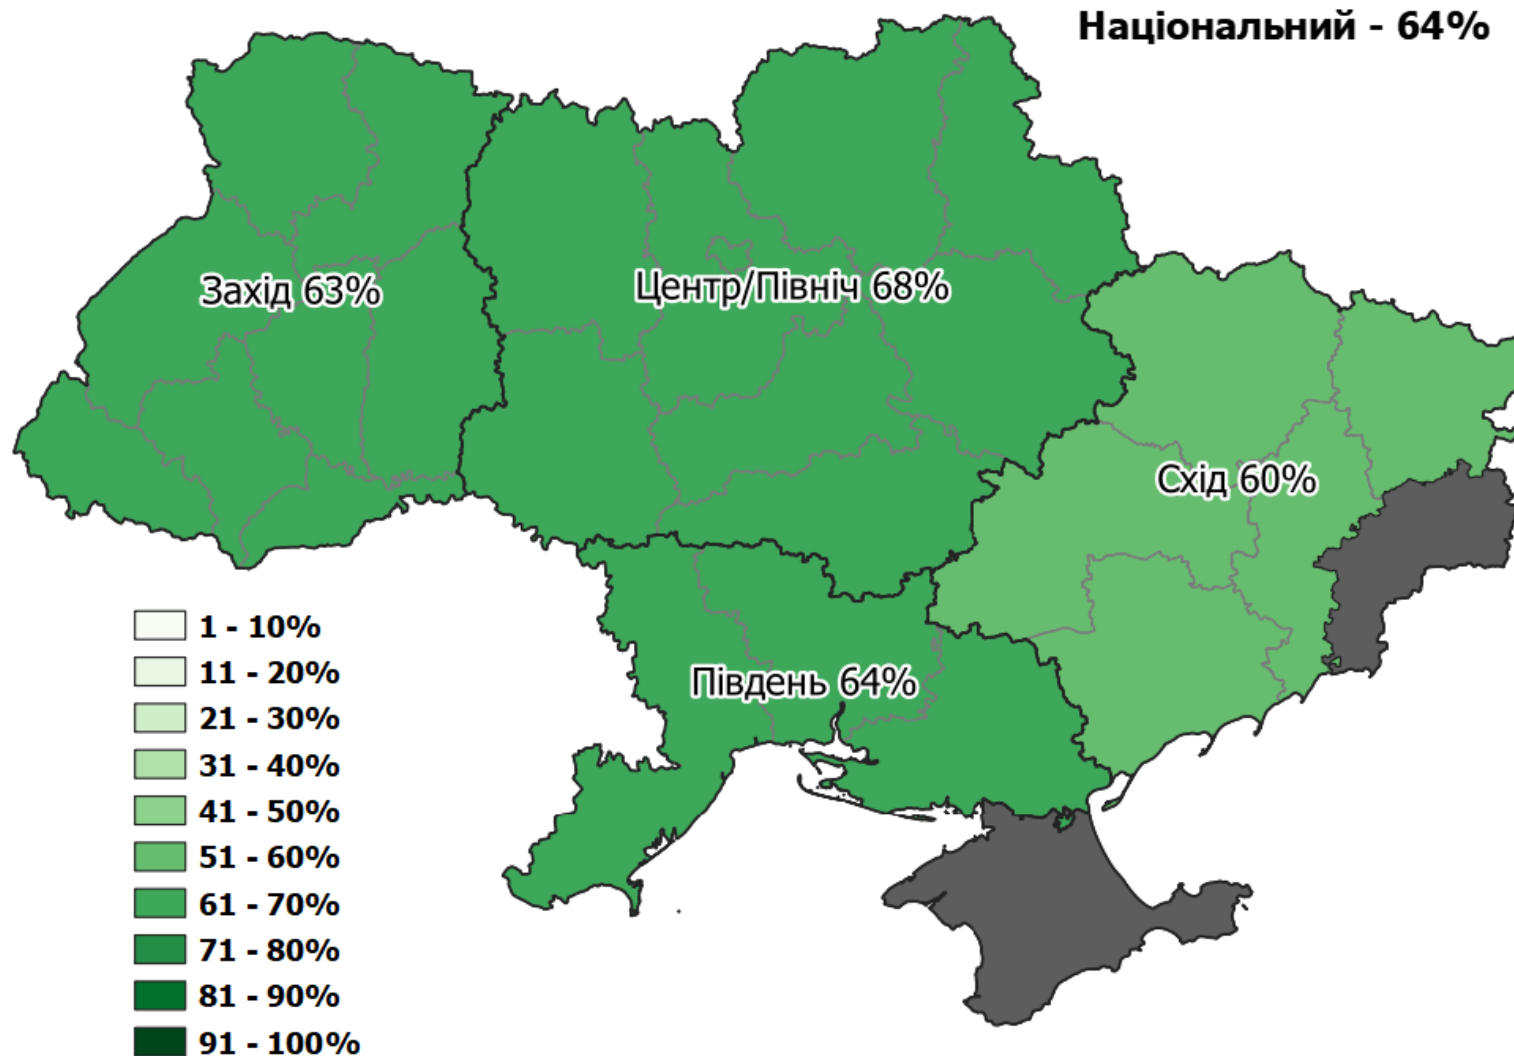 Національний - 64%
Захід 63%
Центр/Північ 68%
Схід 60%
Південь 64%
1 - 10%
11 - 20%
21 - 30%
31 - 40%
41 - 50%
51 - 60%
61 - 70%
71 - 80%
81 - 90%
91 - 100%